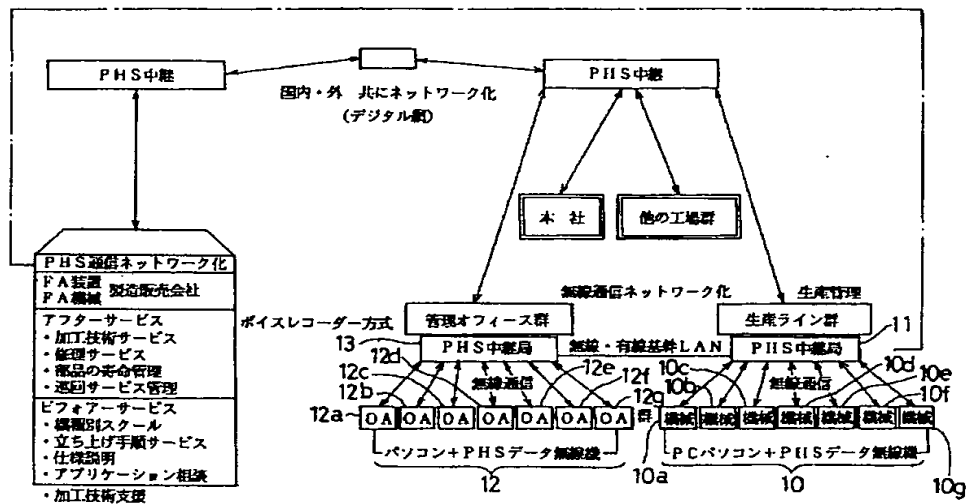 PHS中継
PHS中継
国内・外 共にネットワーク化
(デジタル網)
本 社
他の工場群
PHS通信ネットワーク化
FA装置
FA機械
製造販売会社
アフターサービス
・加工技術サービス
・修理サービス
・部品の寿命管理
・巡回サービス管理
ビフォアーサービス
・機種別スクール
・立ち上げ手順サービス
・仕様説明
・アプリケーション相談
・加工技術支援
無線通信ネットワーク化
生産管理
ボイスレコーダー方式
管理オフィース群
生産ライン群
11
13
PHS中継局
無線・有線基幹LAN
PHS中継局
12d
12c
12b
12a
無線通信
12e
12f
12g
10c
10b
無線通信
10d
10e
10f
OA OA OA OA OA OA OA 群
機械 機械 機械 機械 機械 機械 機械
10a
パソコン+PHSデータ無線機
PCパソコン+PHSデータ無線機
10g
12
10